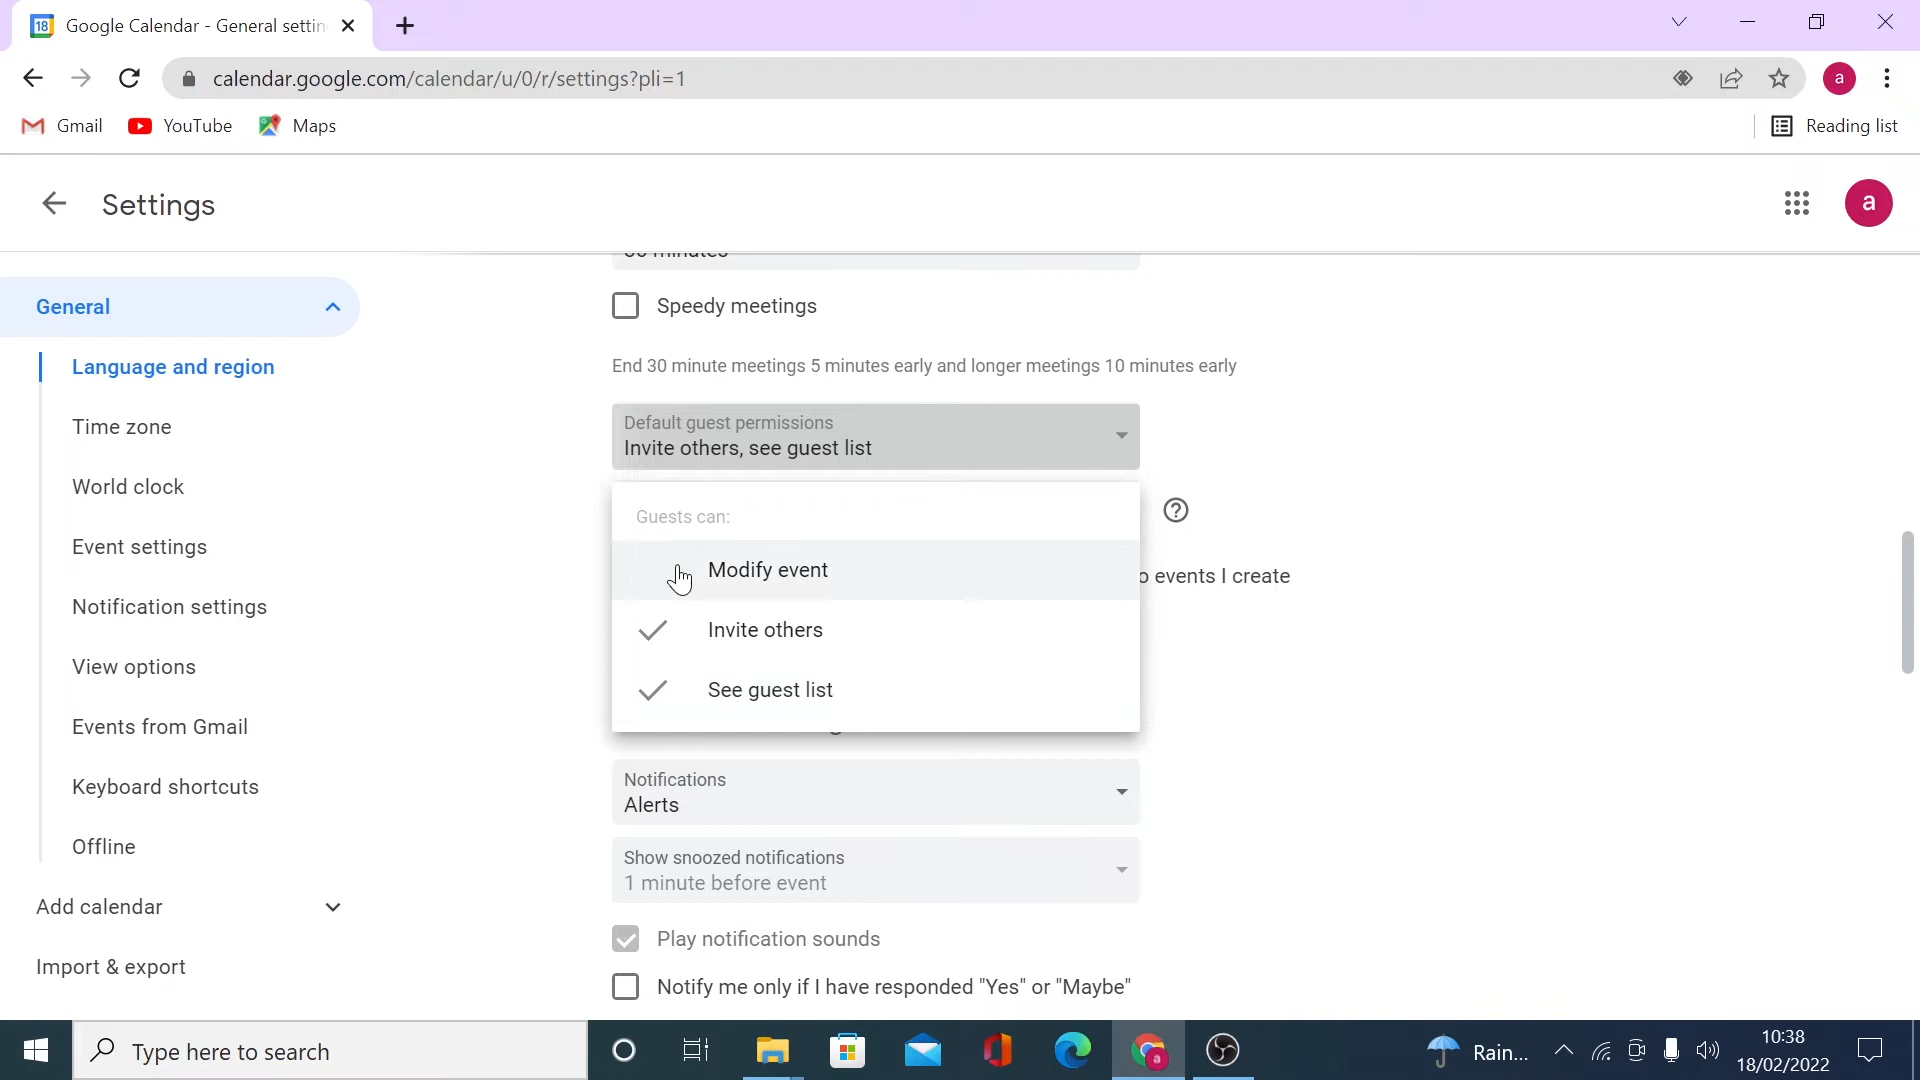 18 Google Calendar - General settin
calendar.google.com/calendar/u/0/r/settings?pli=1
a
Gmail
YouTube
Maps
Reading list
Settings
a
General
Language and region
Time zone
World clock
Event settings
Notification settings
View options
Events from Gmail
Keyboard shortcuts
Offline
Add calendar
Import & export
30 minutes
Speedy meetings
End 30 minute meetings 5 minutes early and longer meetings 10 minutes early
Default guest permissions
Invite others, see guest list
Guests can:
Modify event
o events I create
Invite others
See guest list
Notifications
Alerts
Show snoozed notifications
1 minute before event
Play notification sounds
Notify me only if I have responded "Yes" or "Maybe"
Type here to search
a
Rain...
10:38
18/02/2022